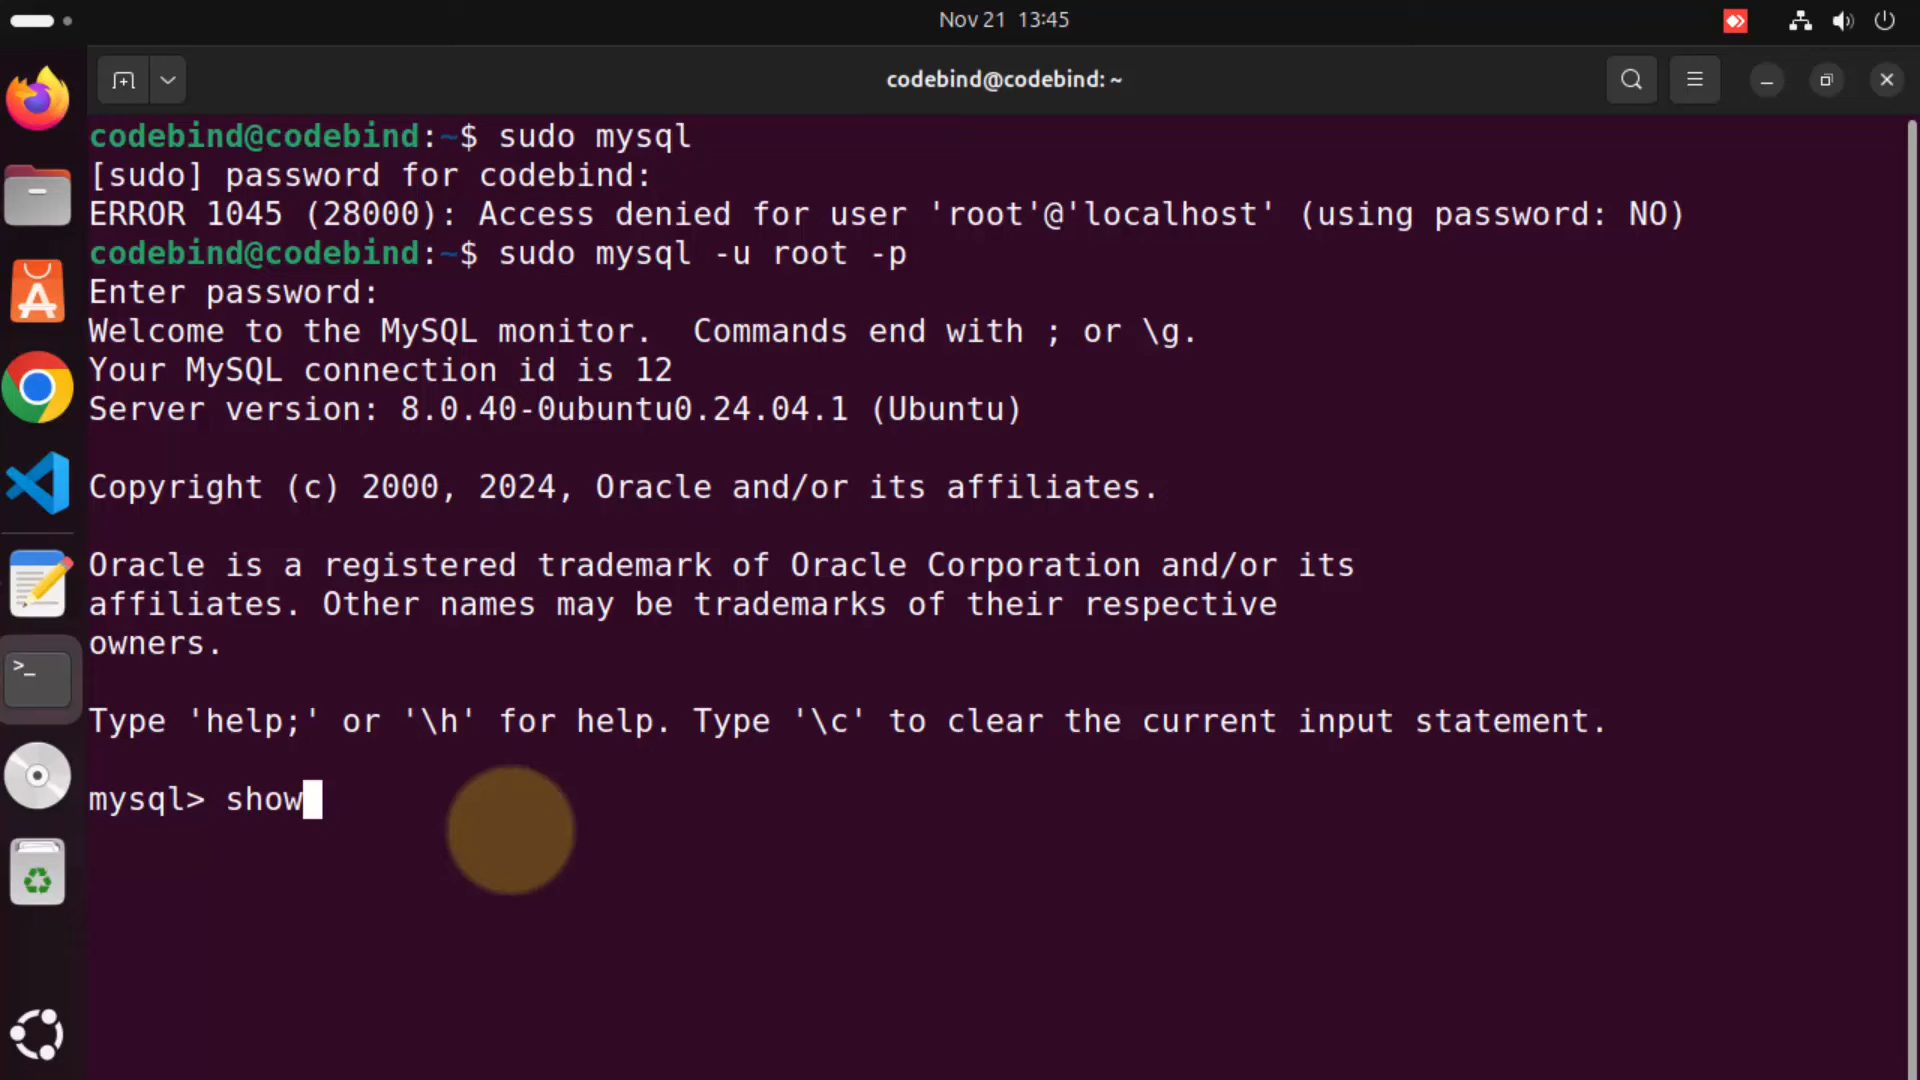 Nov 21 13:45
codebind@codebind: ~
codebind@codebind:~$ sudo mysql
[sudo] password for codebind:
ERROR 1045 (28000): Access denied for user 'root'@'localhost' (using password: NO)
codebind@codebind:~$ sudo mysql -u root -p
Enter password:
Welcome to the MySQL monitor.  Commands end with ; or \g.
Your MySQL connection id is 12
Server version: 8.0.40-0ubuntu0.24.04.1 (Ubuntu)
Copyright (c) 2000, 2024, Oracle and/or its affiliates.
Oracle is a registered trademark of Oracle Corporation and/or its
affiliates. Other names may be trademarks of their respective
owners.
Type 'help;' or '\h' for help. Type '\c' to clear the current input statement.
mysql> show